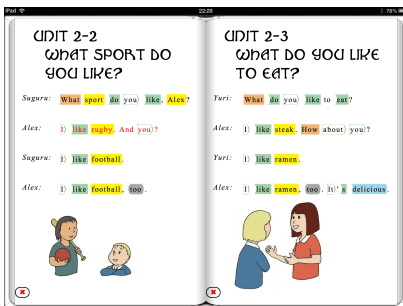 iPad
22:28
78%
UNIT 2-2
WHAT SPORT DO
YOU LIKE?
Suguru: What sport do you) like, Alex?
Alex: I) like rugby. And you)?
Suguru: I) like football.
Alex: I) like football, too.
UNIT 2-3
WHAT DO YOU LIKE
TO EAT?
Yuri: What do you) like to eat?
Alex: I) like steak. How about) you)?
Yuri: I) like ramen.
Alex: I) like ramen, too. It)'s delicious.